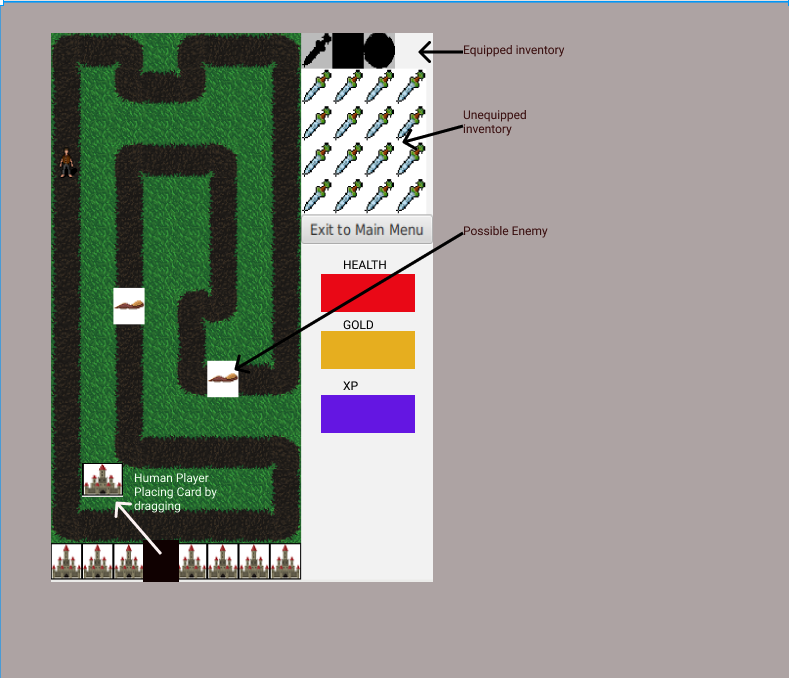 Equipped inventory
Unequipped
inventory
Exit to Main Menu
Possible Enemy
HEALTH
GOLD
XP
Human Player
Placing Card by
dragging